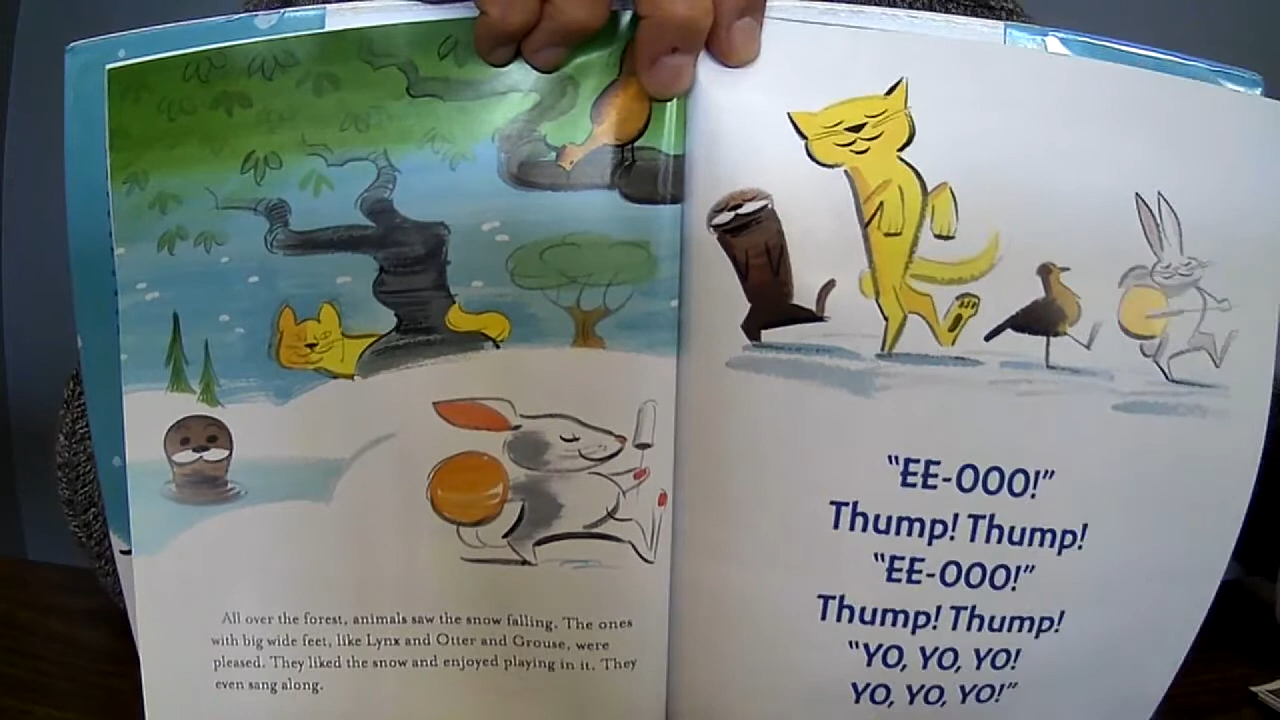 All over the forest, animals saw the snow falling. The ones
with big wide feet, like Lynx and Otter and Grouse, were
pleased. They liked the snow and enjoyed playing in it. They
even sang along.
"EE-OOO!"
Thump! Thump!
"EE-OOO!"
Thump! Thump!
"YO, YO, YO!
YO, YO, YO!"